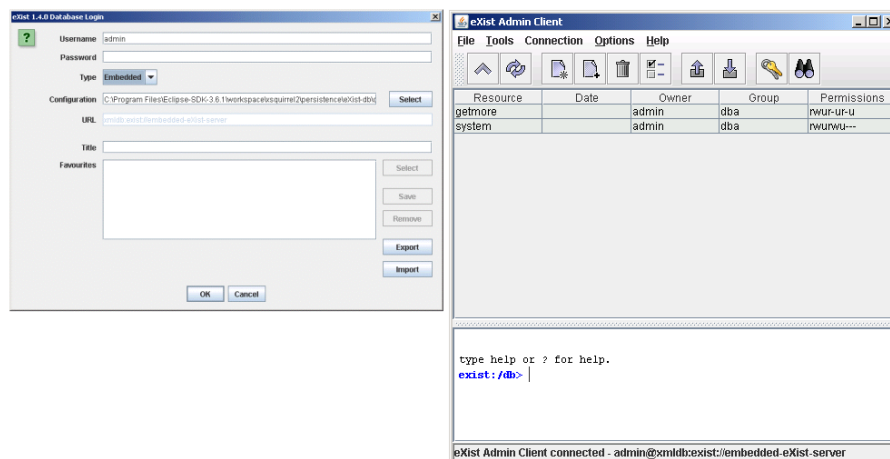 eXist 1.4.0 Database Login
?
Username admin
Password
Type Embedded
Configuration C:\Program Files\Eclipse-SDK-3.6.1\workspace\xsquirrel2\persistence\eXist-db\c Select
URL xmldb:exist://embedded-eXist-server
Title
Favourites
Select
Save
Remove
Export
Import
OK Cancel
eXist Admin Client
File Tools Connection Options Help
Resource Date Owner Group Permissions
getmore admin dba rwur-ur-u
system admin dba rwurwu---
type help or ? for help.
exist:/db>
eXist Admin Client connected - admin@xmldb:exist://embedded-eXist-server